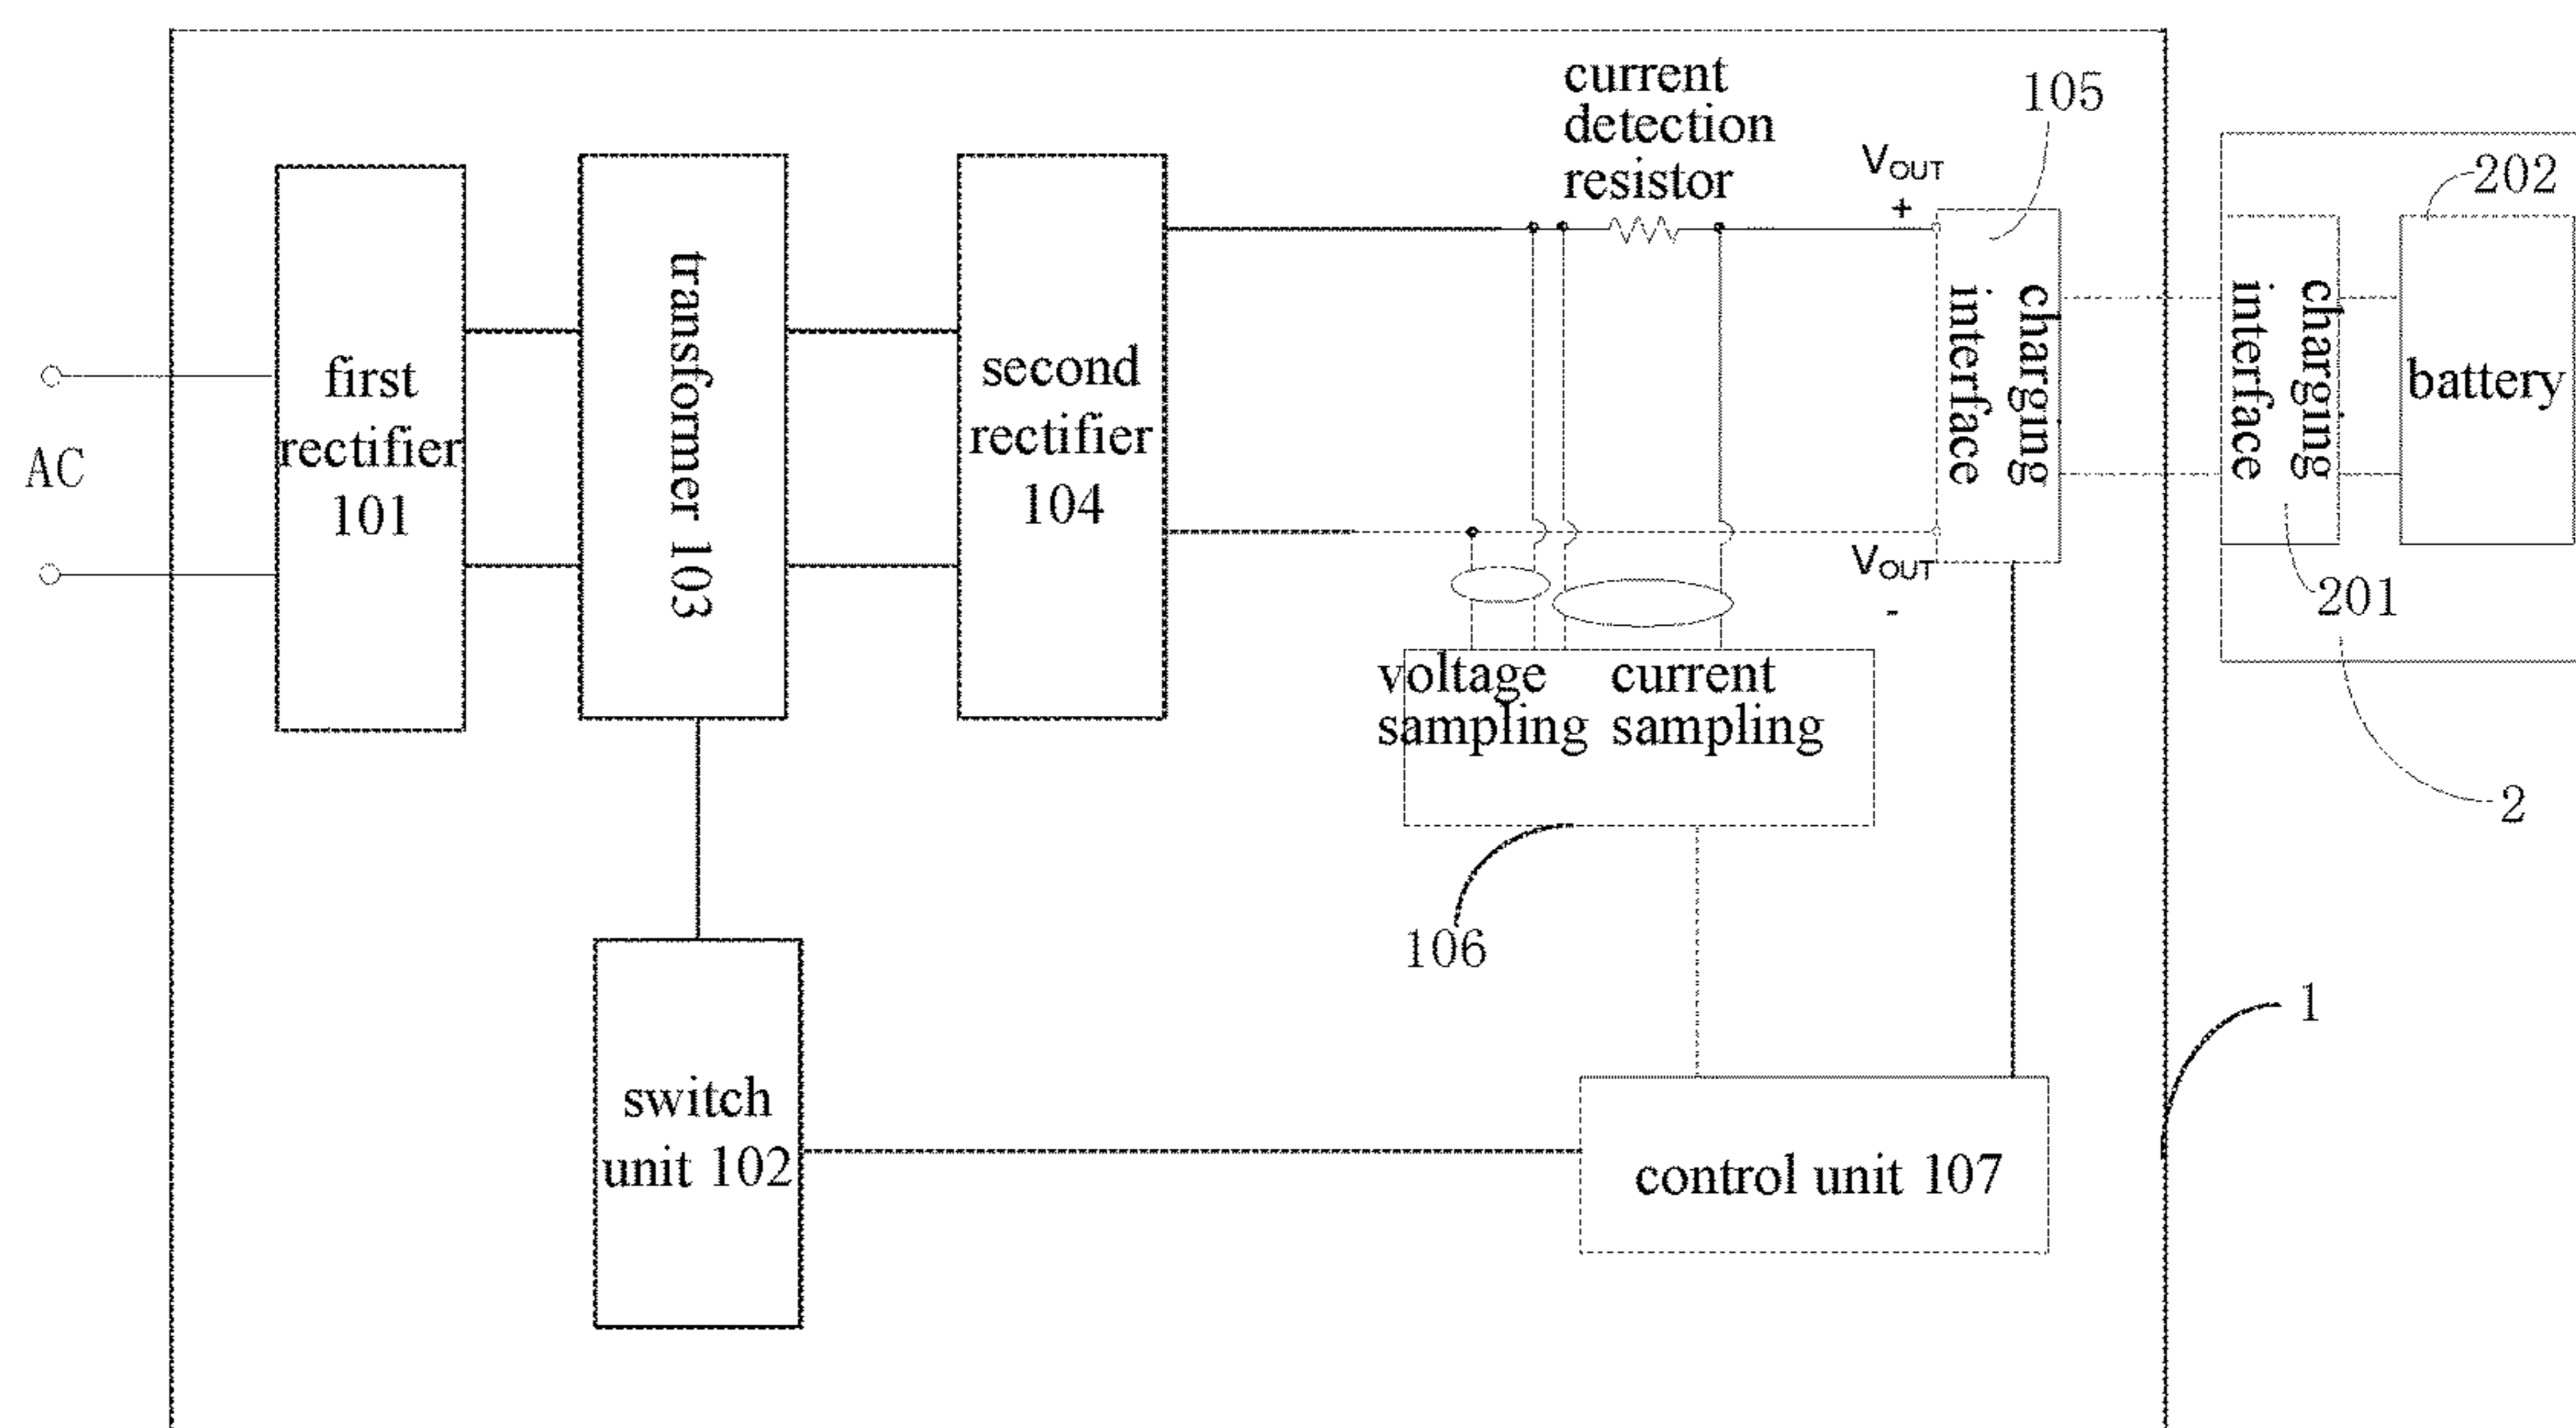 AC
first
rectifier
101
transformer 103
second
rectifier
104
current
detection
resistor
VOUT
+
105
charging
interface
VOUT
-
charging
interface
201
202
battery
2
voltage
sampling
current
sampling
106
1
switch
unit 102
control unit 107